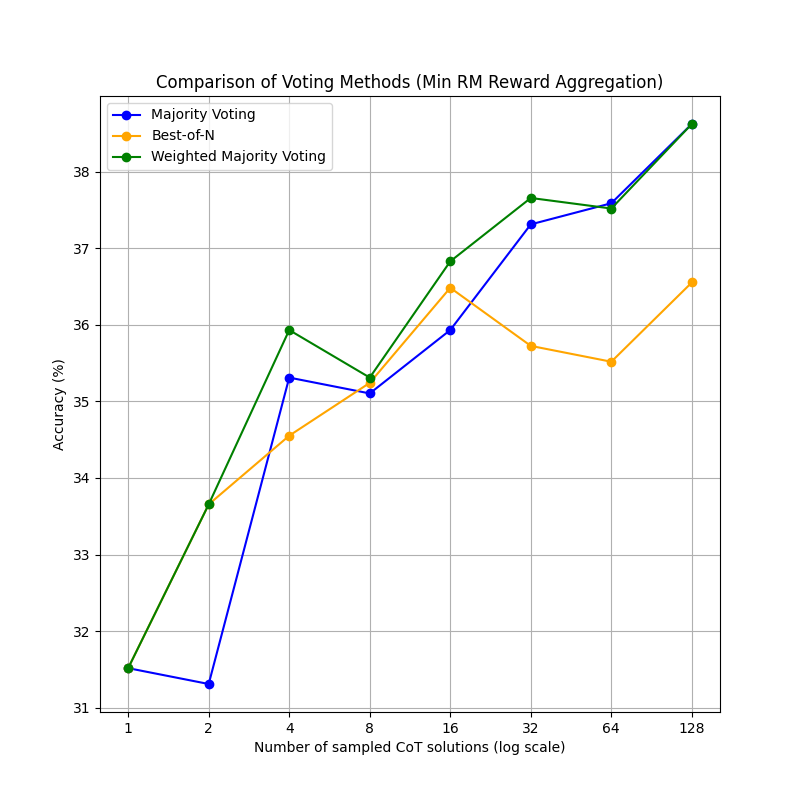 Comparison of Voting Methods (Min RM Reward Aggregation)
Majority Voting
Best-of-N
Weighted Majority Voting
Accuracy (%)
38
37
36
35
34
33
32
31
1 2 4 8 16 32 64 128
Number of sampled CoT solutions (log scale)